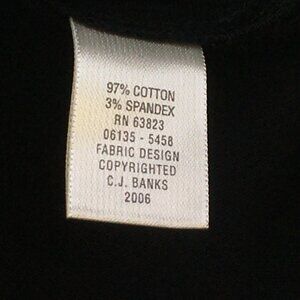 97% COTTON
3% SPANDEX
RN 63823
06135 - 5458
FABRIC DESIGN
COPYRIGHTED
C.J. BANKS
2006